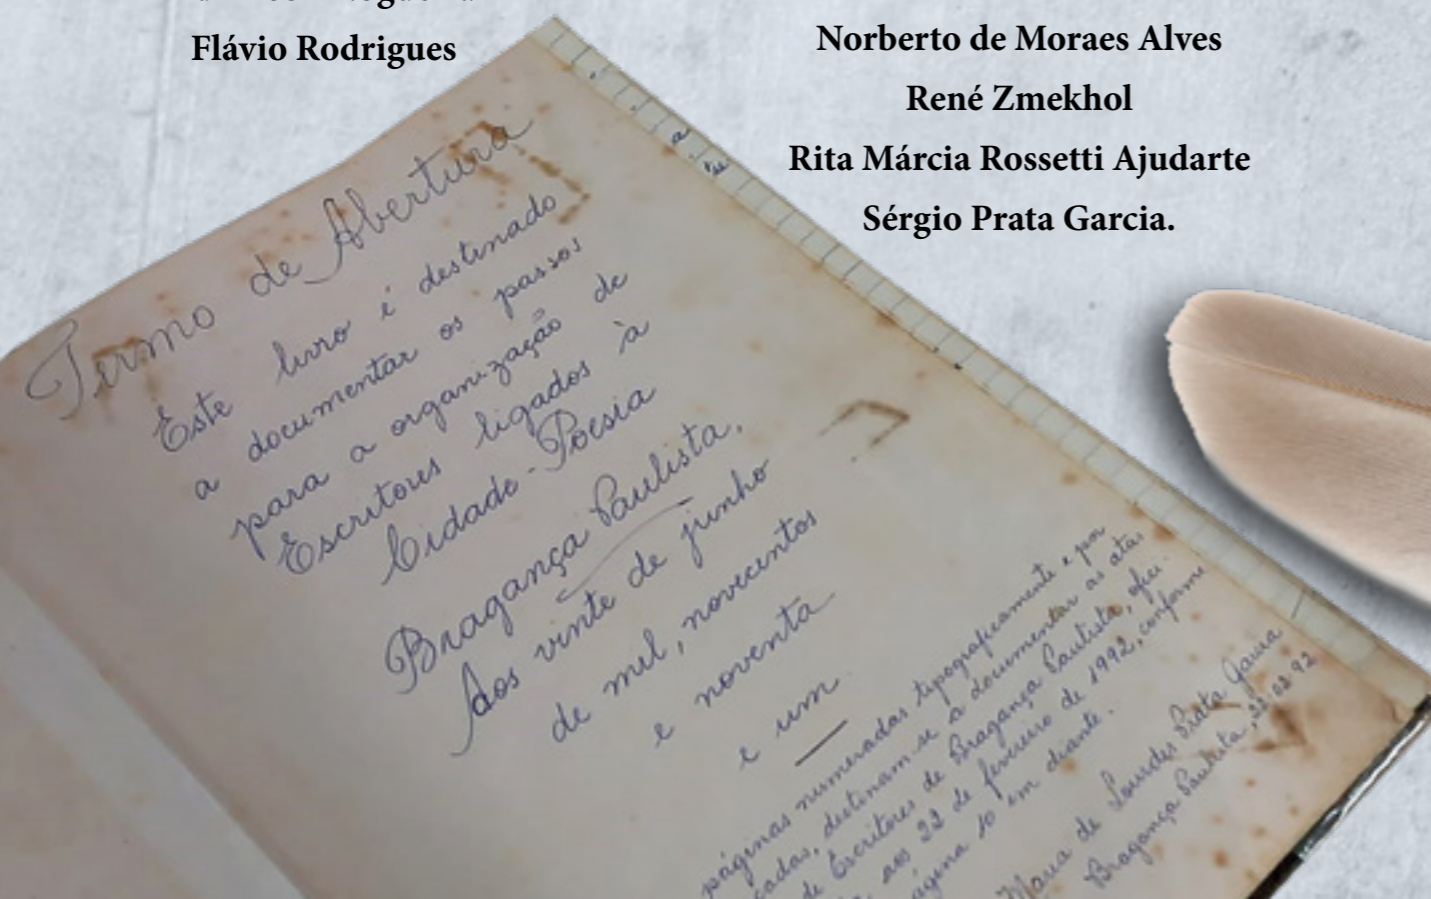 Flávio Rodrigues
Norberto de Moraes Alves
René Zmekhol
Rita Márcia Rossetti Ajudarte
Sérgio Prata Garcia.
Termo de Abertura
Este livro é destinado
a documentar os passos
para a organização de
Escritores ligados à
Cidade-Poesia
Bragança Paulista,
Aos vinte de junho
de mil, novecentos
e noventa
e um.
páginas numeradas tipograficamente e por
destinam-se a documentar as atas
de Escritores de Bragança Paulista, ofici-
aos 22 de fevereiro de 1992, conforme
página 10 em diante.
Maria de Lourdes Prata Garcia
Bragança Paulista, 22.02.92